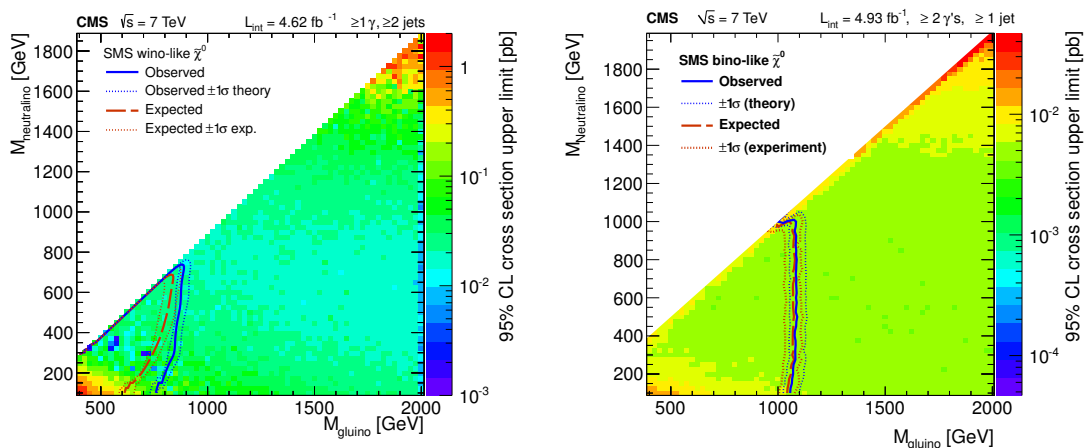 CMS √s = 7 TeV L_int = 4.62 fb⁻¹ ≥1 γ, ≥2 jets
M_neutralino [GeV]
1800
1600
1400
1200
1000
800
600
400
200
SMS wino-like χ̃⁰
Observed
Observed ±1σ theory
Expected
Expected ±1σ exp.
500 1000 1500 2000
M_gluino [GeV]
1
10⁻¹
10⁻²
10⁻³
95% CL cross section upper limit [pb]
CMS √s = 7 TeV L_int = 4.93 fb⁻¹, ≥ 2 γ's, ≥ 1 jet
M_Neutralino [GeV]
1800
1600
1400
1200
1000
800
600
400
200
SMS bino-like χ̃⁰
Observed
±1σ (theory)
Expected
±1σ (experiment)
500 1000 1500 2000
M_gluino [GeV]
10⁻²
10⁻³
10⁻⁴
95% CL cross section upper limit [pb]